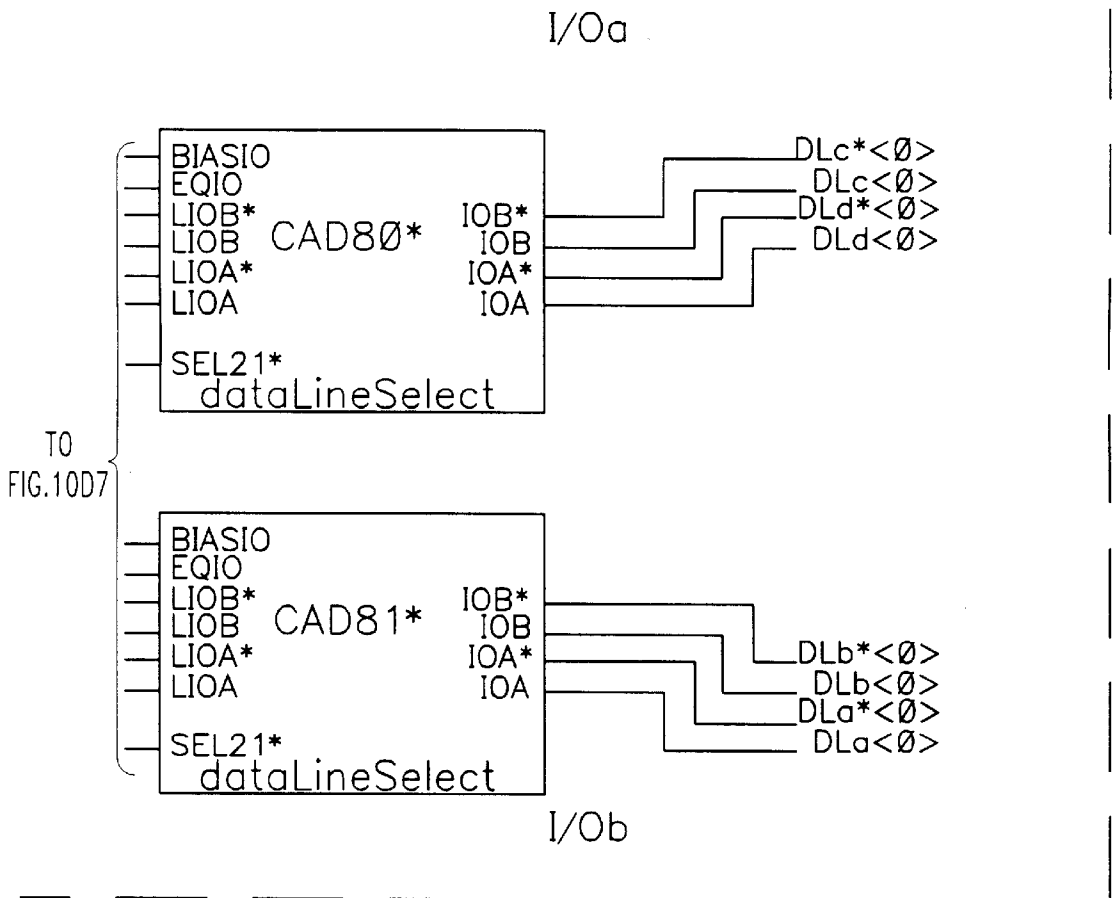 I/Oa
BIASIO
EQIO
LIOB*
LIOB
LIOA*
LIOA
SEL21*
CAD8Ø*
IOB*
IOB
IOA*
IOA
dataLineSelect
DLc*<Ø>
DLc<Ø>
DLd*<Ø>
DLd<Ø>
TO
FIG.10D7
BIASIO
EQIO
LIOB*
LIOB
LIOA*
LIOA
SEL21*
CAD81*
IOB*
IOB
IOA*
IOA
dataLineSelect
DLb*<Ø>
DLb<Ø>
DLa*<Ø>
DLa<Ø>
I/Ob